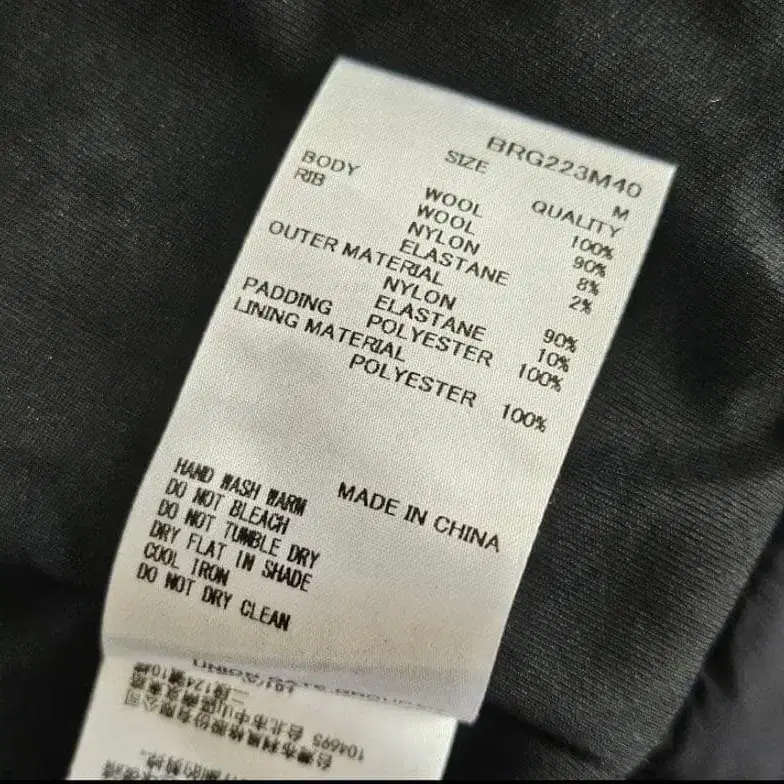 BRG223M40
SIZE M
QUALITY
BODY WOOL 100%
RIB WOOL 90%
NYLON 8%
ELASTANE 2%
OUTER MATERIAL
NYLON 90%
ELASTANE 10%
PADDING POLYESTER 100%
LINING MATERIAL
POLYESTER 100%
MADE IN CHINA
HAND WASH WARM
DO NOT BLEACH
DO NOT TUMBLE DRY
DRY FLAT IN SHADE
COOL IRON
DO NOT DRY CLEAN
104695